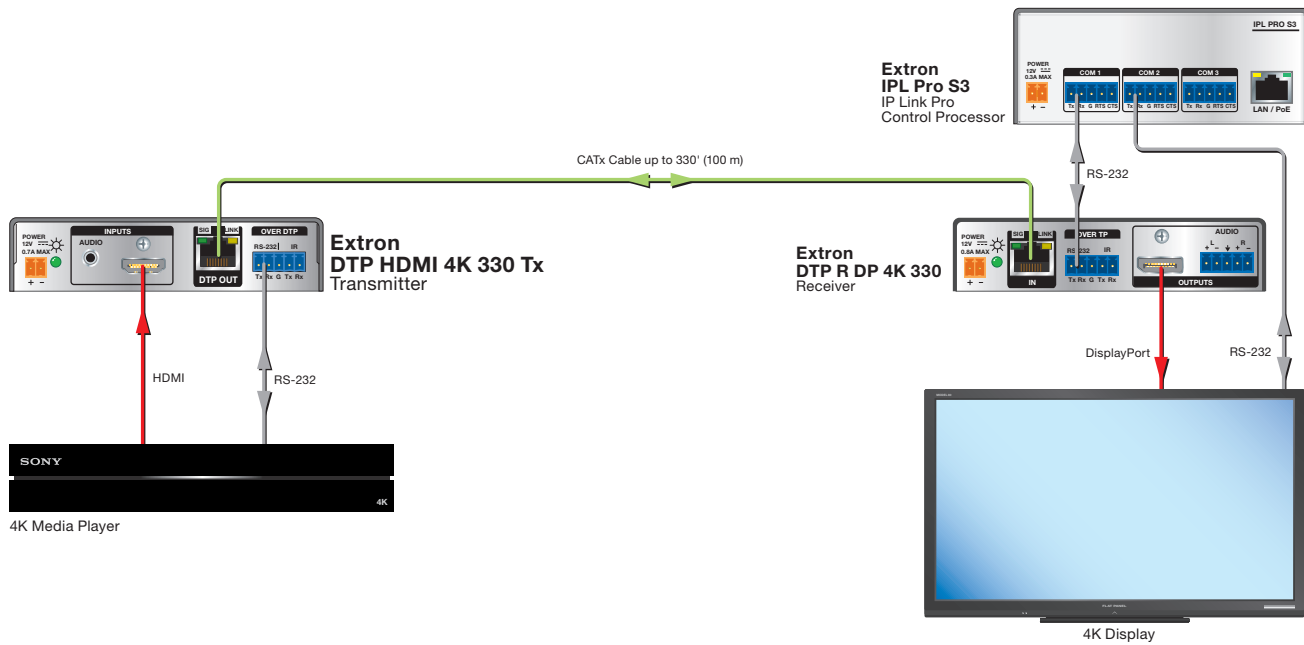 IPL PRO S3
POWER
12V
0.3A MAX
COM 1
COM 2
COM 3
Tx Rx G RTS CTS
Tx Rx G RTS CTS
Tx Rx G RTS CTS
+ −
LAN / PoE
Extron
IPL Pro S3
IP Link Pro
Control Processor
CATx Cable up to 330' (100 m)
RS-232
POWER
12V
0.7A MAX
+ −
INPUTS
AUDIO
SIG LINK
DTP OUT
OVER DTP
RS-232 IR
Tx Rx G Tx Rx
Extron
DTP HDMI 4K 330 Tx
Transmitter
Extron
DTP R DP 4K 330
Receiver
POWER
12V
0.8A MAX
+ −
SIG LINK
IN
OVER TP
RS-232 IR
Tx Rx G Tx Rx
AUDIO
L R
+ − + −
OUTPUTS
HDMI
RS-232
DisplayPort
RS-232
SONY
4K
4K Media Player
FLAT PANEL
4K Display